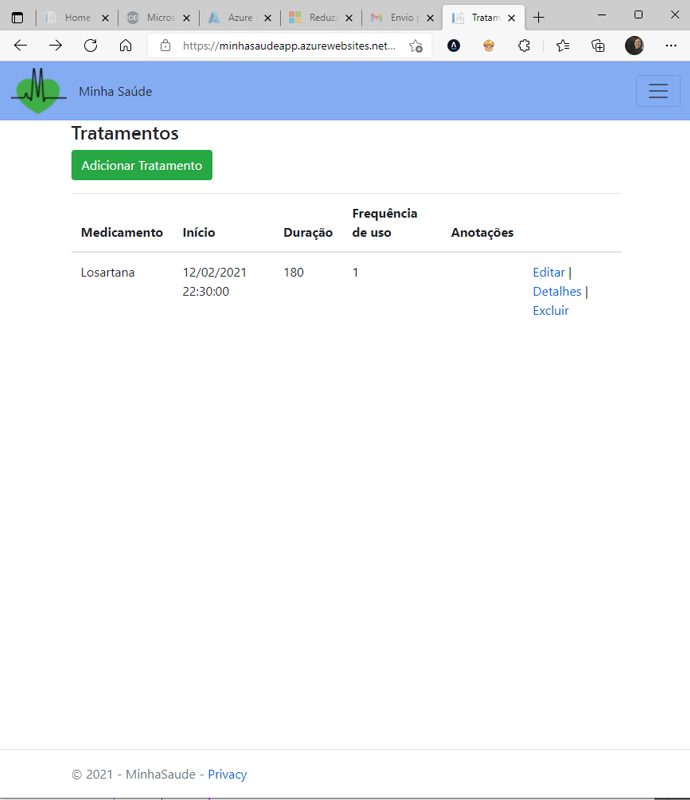 Home
Micros
Azure
Reduz
Envio
Tratam
https://minhasaudeapp.azurewebsites.net...
Minha Saúde
Tratamentos
Adicionar Tratamento
Medicamento Início Duração Frequência de uso Anotações
Losartana 12/02/2021 180 1 Editar |
22:30:00 Detalhes |
Excluir
© 2021 - MinhaSaude - Privacy